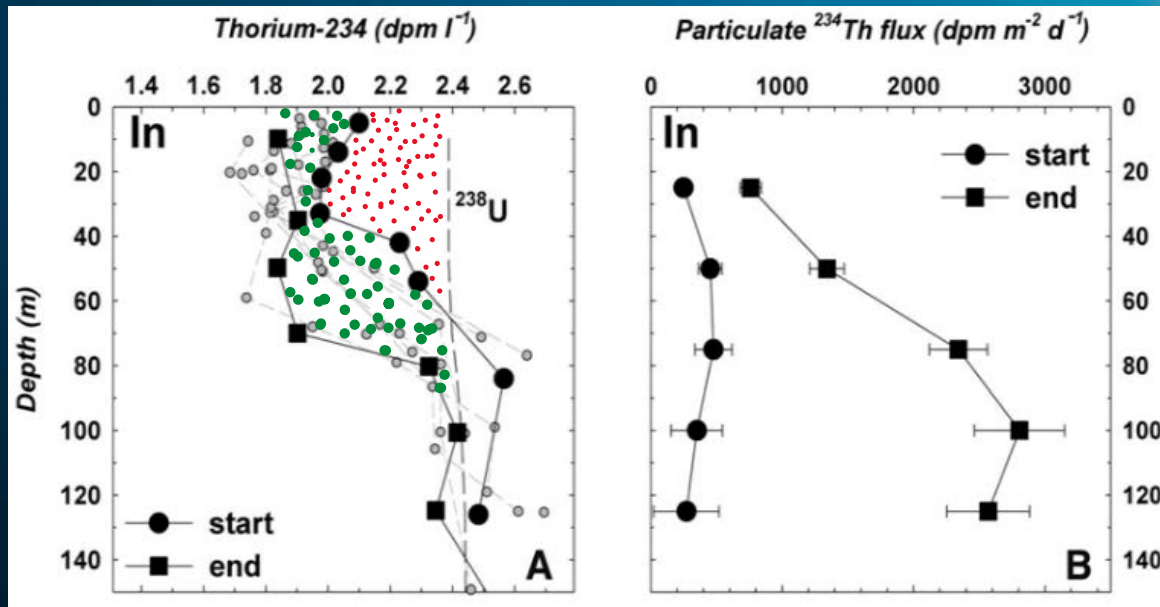 Thorium-234 (dpm l⁻¹)
1.4 1.6 1.8 2.0 2.2 2.4 2.6
0
20
40
60
80
100
120
140
Depth (m)
In
²³⁸U
start
end
A
Particulate ²³⁴Th flux (dpm m⁻² d⁻¹)
0 1000 2000 3000
In
start
end
0
20
40
60
80
100
120
140
B